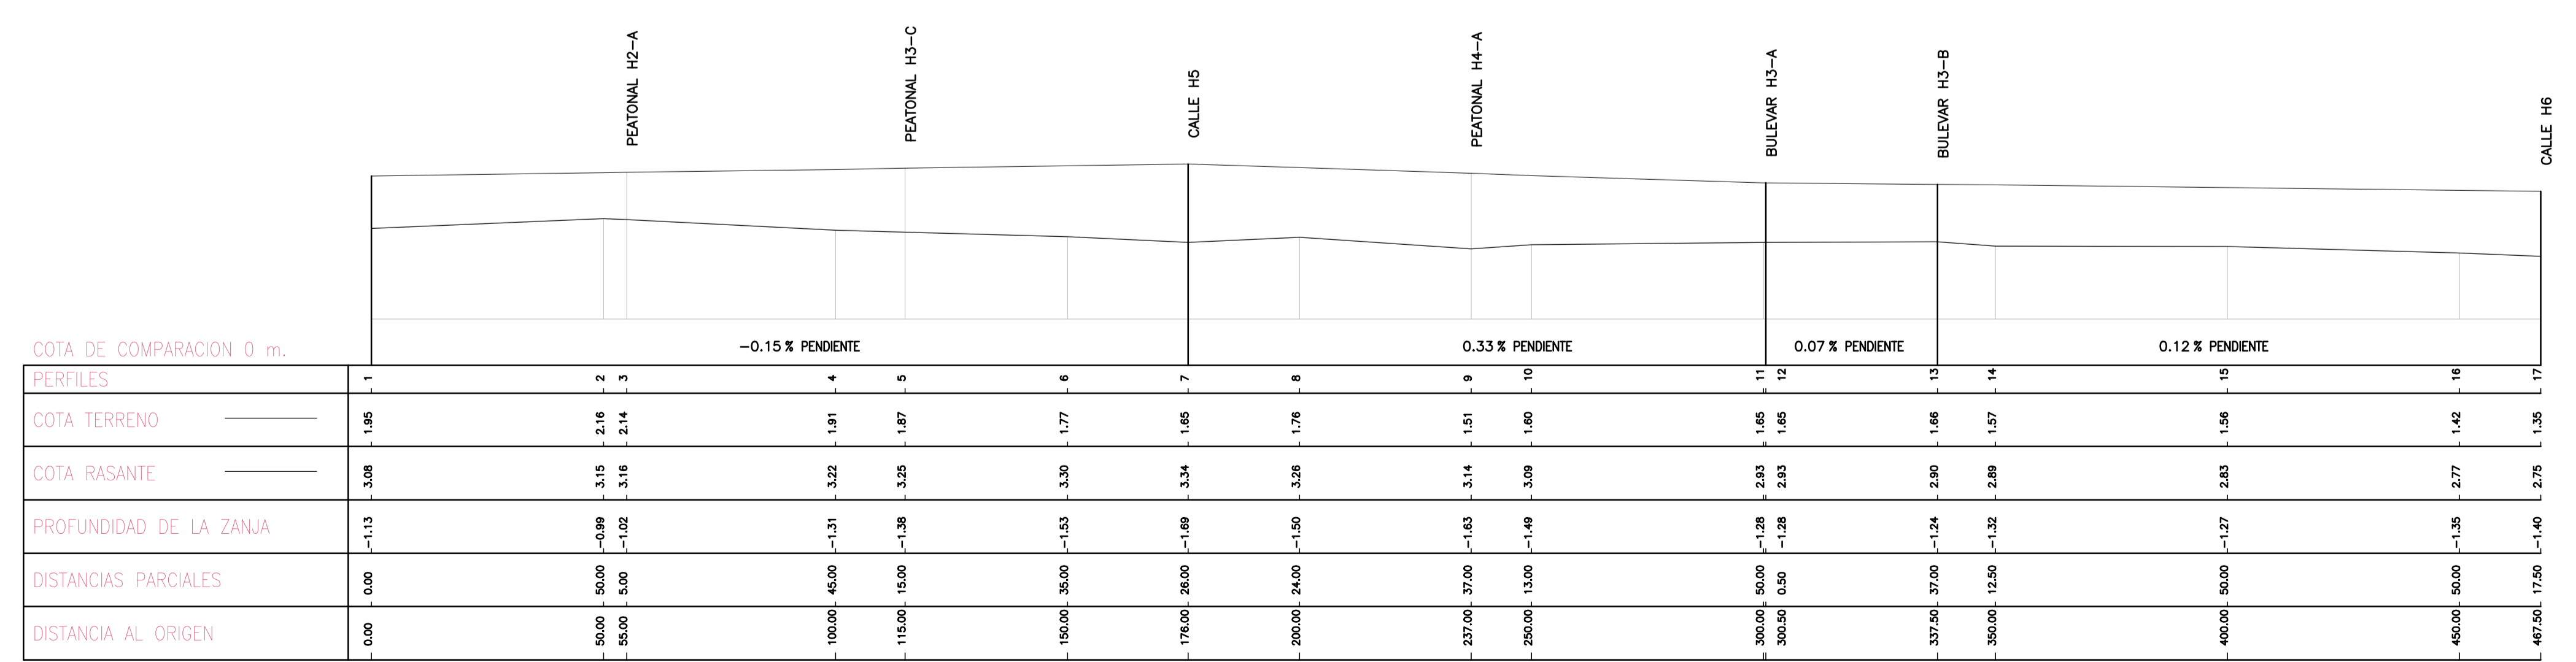 PEATONAL H2-A
PEATONAL H3-C
CALLE H5
PEATONAL H4-A
BULEVAR H3-A
BULEVAR H3-B
CALLE H6
COTA DE COMPARACION 0 m.
-0.15 % PENDIENTE
0.33 % PENDIENTE
0.07 % PENDIENTE
0.12 % PENDIENTE
PERFILES 1 2 3 4 5 6 7 8 9 10 11 12 13 14 15 16 17
COTA TERRENO 1.95 2.16 2.14 1.91 1.87 1.77 1.65 1.76 1.51 1.60 1.65 1.65 1.66 1.57 1.56 1.42 1.35
COTA RASANTE 3.08 3.15 3.16 3.22 3.25 3.30 3.34 3.26 3.14 3.09 2.93 2.93 2.90 2.89 2.83 2.77 2.75
PROFUNDIDAD DE LA ZANJA -1.13 -0.99 -1.02 -1.31 -1.38 -1.53 -1.69 -1.50 -1.63 -1.49 -1.28 -1.28 -1.24 -1.32 -1.27 -1.35 -1.40
DISTANCIAS PARCIALES 0.00 50.00 5.00 45.00 15.00 35.00 26.00 24.00 37.00 13.00 50.00 0.50 37.00 12.50 50.00 50.00 17.50
DISTANCIA AL ORIGEN 0.00 50.00 55.00 100.00 115.00 150.00 176.00 200.00 237.00 250.00 300.00 300.50 337.50 350.00 400.00 450.00 467.50